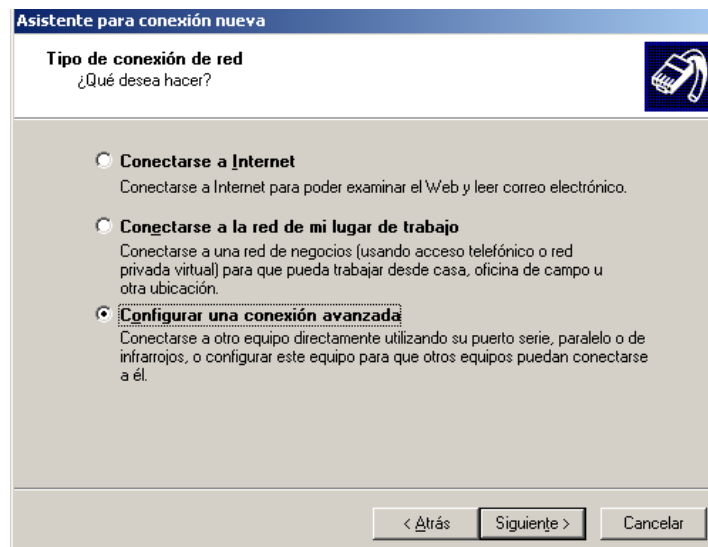 Asistente para conexión nueva
Tipo de conexión de red
¿Qué desea hacer?
Conectarse a Internet
Conectarse a Internet para poder examinar el Web y leer correo electrónico.
Conectarse a la red de mi lugar de trabajo
Conectarse a una red de negocios (usando acceso telefónico o red
privada virtual) para que pueda trabajar desde casa, oficina de campo u
otra ubicación.
Configurar una conexión avanzada
Conectarse a otro equipo directamente utilizando su puerto serie, paralelo o de
infrarrojos, o configurar este equipo para que otros equipos puedan conectarse
a él.
< Atrás Siguiente > Cancelar